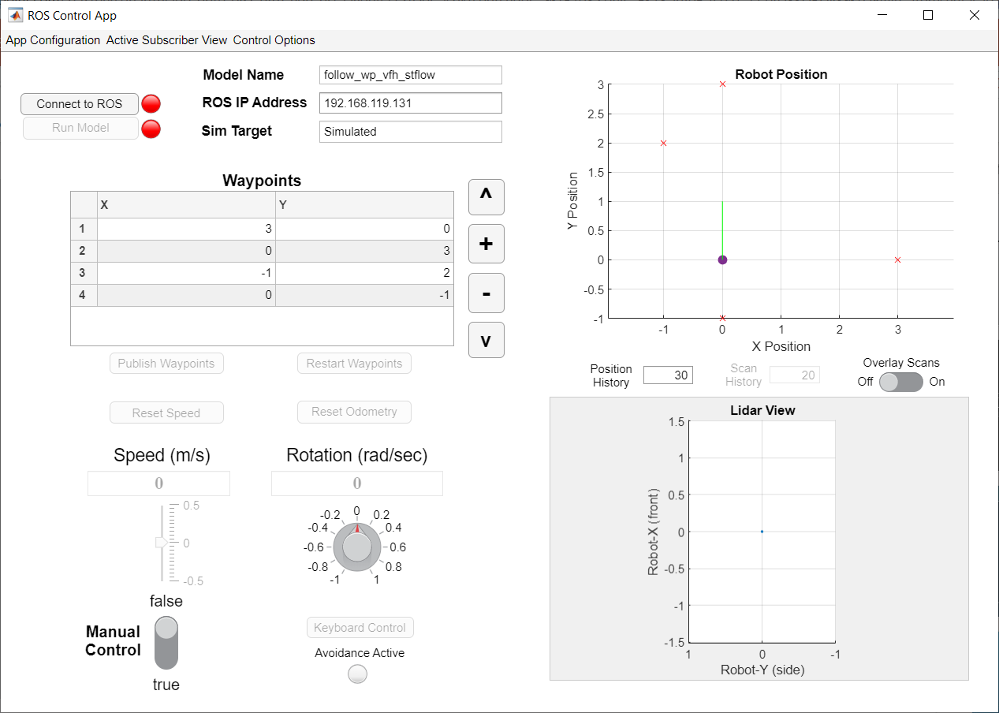 ROS Control App
App Configuration Active Subscriber View Control Options
Model Name follow_wp_vfh_stflow
Connect to ROS
ROS IP Address 192.168.119.131
Run Model
Sim Target Simulated
Waypoints
X Y
1 3 0
2 0 3
3 -1 2
4 0 -1
^
+
-
v
Publish Waypoints Restart Waypoints
Reset Speed Reset Odometry
Speed (m/s) Rotation (rad/sec)
0 0
0.5
0
-0.5
0
-0.2 0.2
-0.4 0.4
-0.6 0.6
-0.8 0.8
-1 1
false
Manual
Control
true
Keyboard Control
Avoidance Active
Robot Position
3
2.5
2
1.5
1
0.5
0
-0.5
-1
Y Position
-1 0 1 2 3
X Position
Position
History
30
Scan
History
20
Overlay Scans
Off On
Lidar View
1.5
1
0.5
0
-0.5
-1
-1.5
Robot-X (front)
1 0 -1
Robot-Y (side)